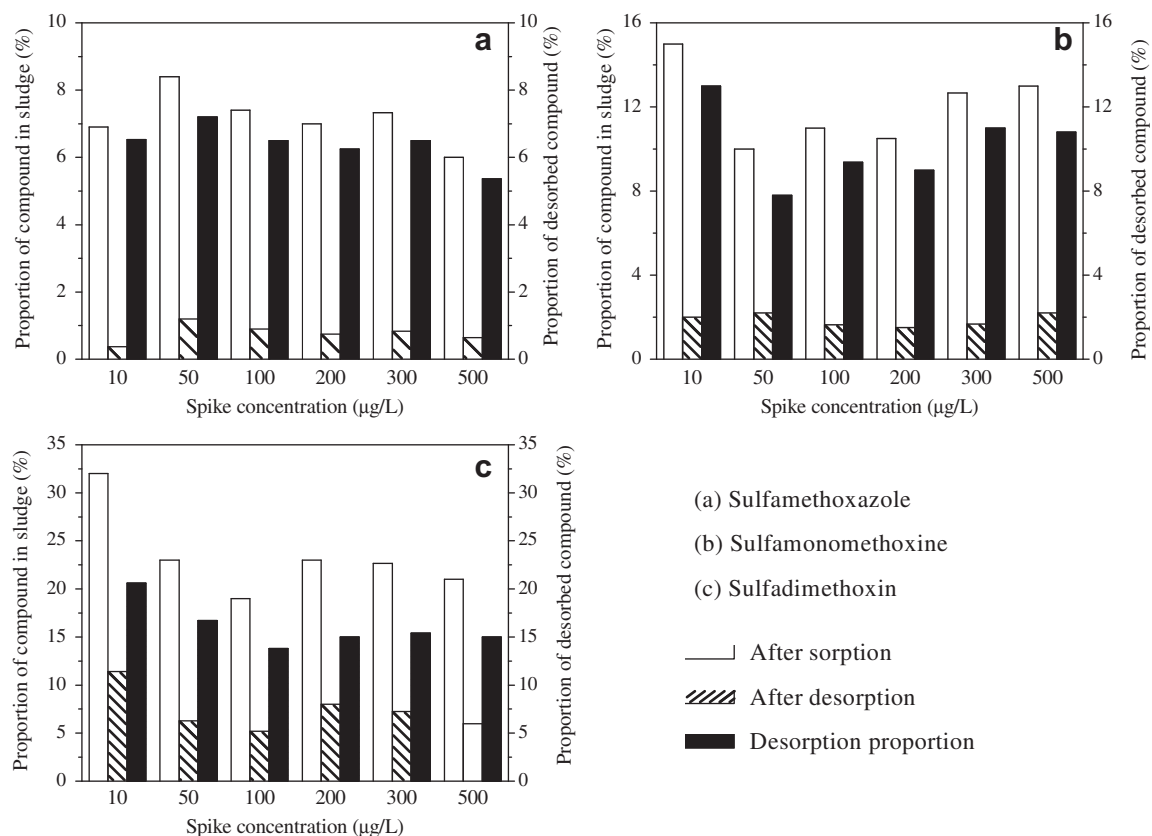 a
10
8
6
4
2
0
10
8
6
4
2
0
Proportion of compound in sludge (%)
Proportion of desorbed compound (%)
10 50 100 200 300 500
Spike concentration (μg/L)
b
16
12
8
4
0
16
12
8
4
0
Proportion of compound in sludge (%)
Proportion of desorbed compound (%)
10 50 100 200 300 500
Spike concentration (μg/L)
c
35
30
25
20
15
10
5
0
35
30
25
20
15
10
5
0
Proportion of compound in sludge (%)
Proportion of desorbed compound (%)
10 50 100 200 300 500
Spike concentration (μg/L)
(a) Sulfamethoxazole
(b) Sulfamonomethoxine
(c) Sulfadimethoxin
After sorption
After desorption
Desorption proportion